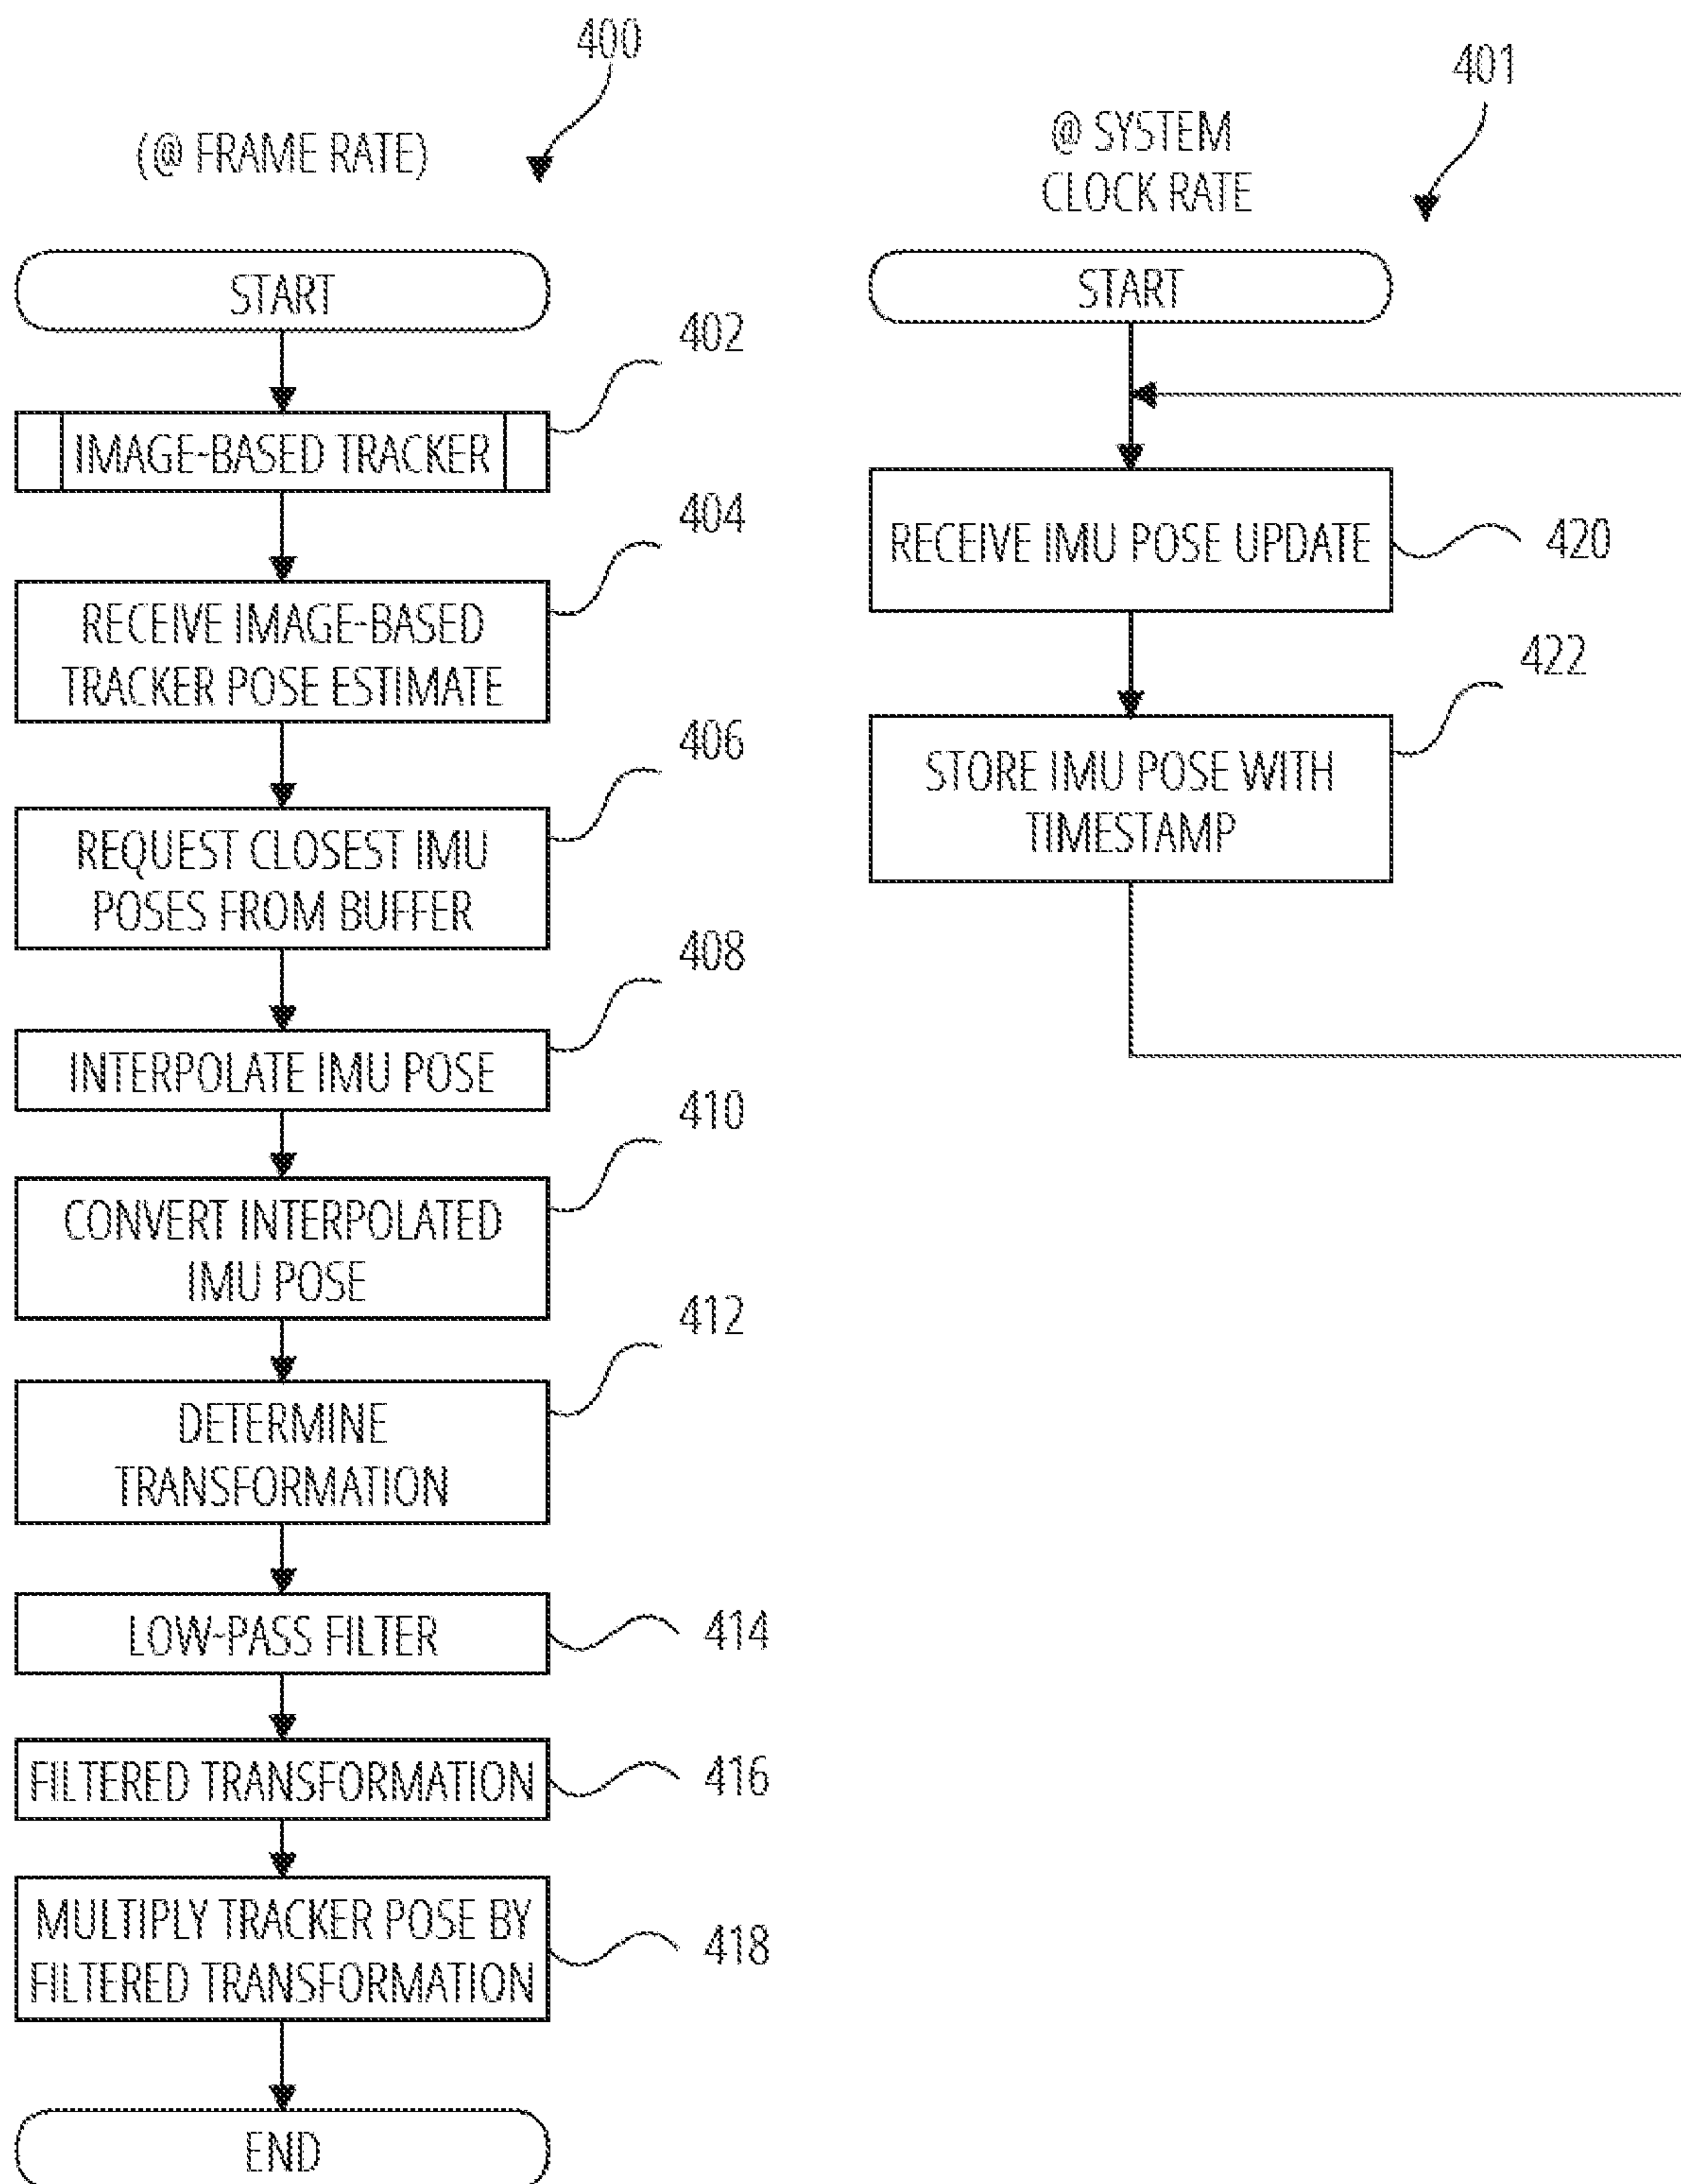 400
(@ FRAME RATE)
START
402
IMAGE-BASED TRACKER
404
RECEIVE IMAGE-BASED
TRACKER POSE ESTIMATE
406
REQUEST CLOSEST IMU
POSES FROM BUFFER
408
INTERPOLATE IMU POSE
410
CONVERT INTERPOLATED
IMU POSE
412
DETERMINE
TRANSFORMATION
LOW-PASS FILTER
414
FILTERED TRANSFORMATION
416
MULTIPLY TRACKER POSE BY
FILTERED TRANSFORMATION
418
END
401
@ SYSTEM
CLOCK RATE
START
RECEIVE IMU POSE UPDATE
420
422
STORE IMU POSE WITH
TIMESTAMP